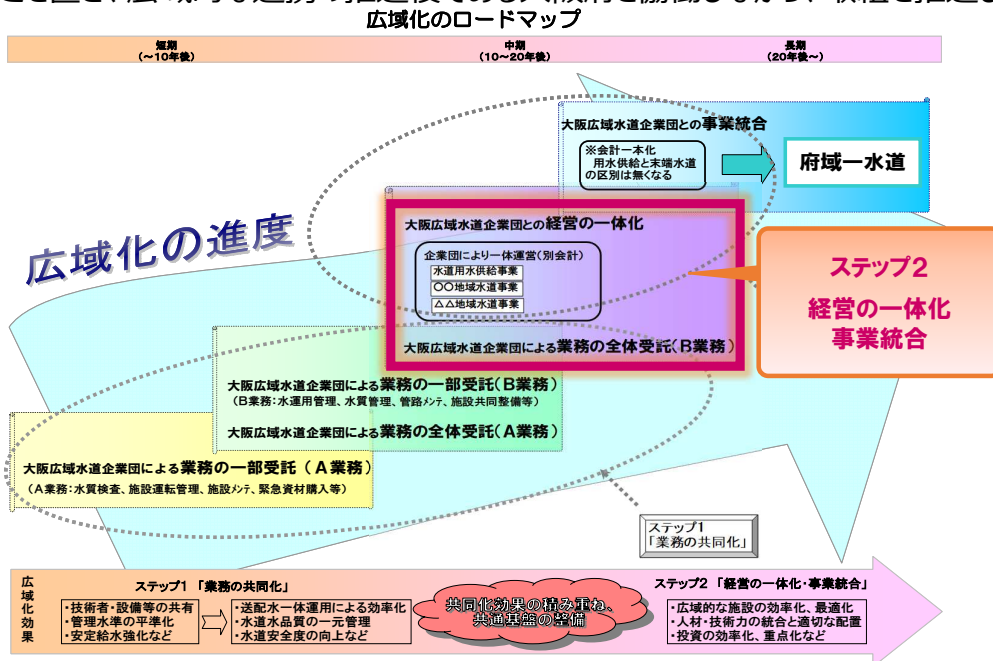 広域化のロードマップ
短期
（～10年後）
中期
（10～20年後）
長期
（20年後～）
大阪広域水道企業団との事業統合
※会計一本化
用水供給と末端水道
の区別は無くなる
府域一水道
広域化の進度
大阪広域水道企業団との経営の一体化
企業団により一体運営（別会計）
水道用水供給事業
〇〇地域水道事業
△△地域水道事業
大阪広域水道企業団による業務の全体受託（B業務）
ステップ2
経営の一体化
事業統合
大阪広域水道企業団による業務の一部受託（B業務）
（B業務：水運用管理、水質管理、管路ﾒﾝﾃ、施設共同整備等）
大阪広域水道企業団による業務の全体受託（A業務）
大阪広域水道企業団による業務の一部受託（A業務）
（A業務：水質検査、施設運転管理、施設ﾒﾝﾃ、緊急資材購入等）
ステップ1
「業務の共同化」
広域化効果
ステップ1 「業務の共同化」
・技術者・設備等の共有
・管理水準の平準化
・安定給水強化など
・送配水一体運用による効率化
・水道水品質の一元管理
・水道安全度の向上など
共同化効果の積み重ね、
共通基盤の整備
ステップ2 「経営の一体化・事業統合」
・広域的な施設の効率化、最適化
・人材・技術力の統合と適切な配置
・投資の効率化、重点化など